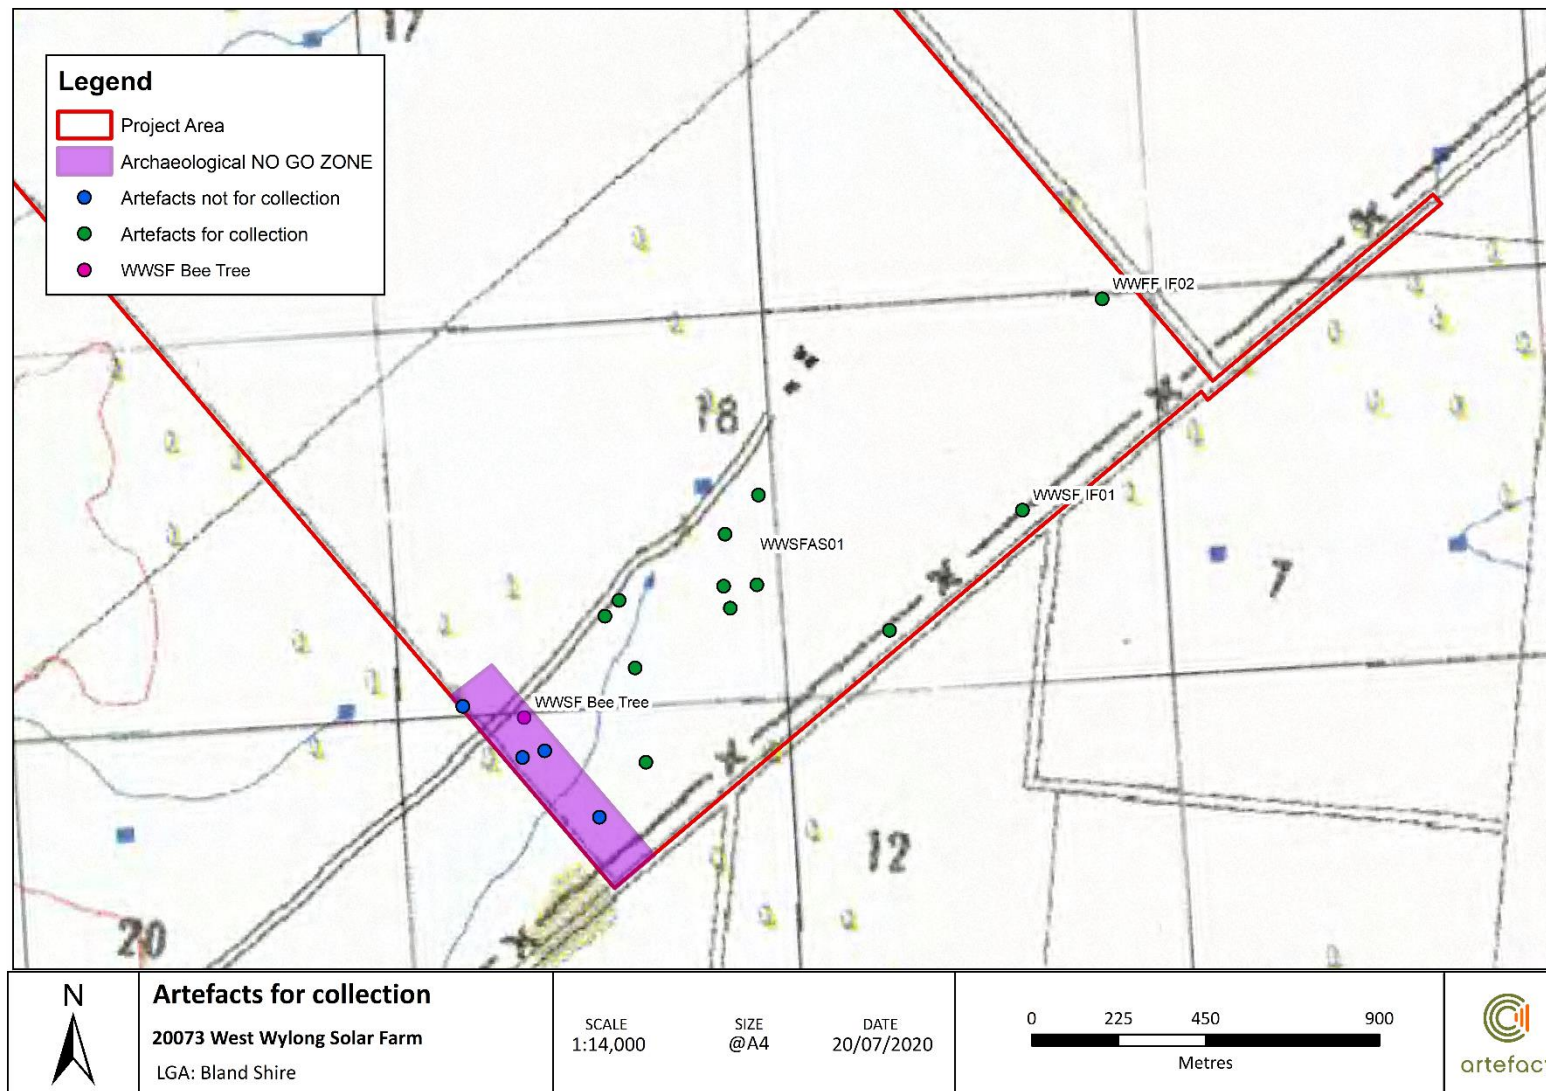 17
Legend
Project Area
Archaeological NO GO ZONE
Artefacts not for collection
Artefacts for collection
WWSF Bee Tree
WWFF IF02
18
WWSF IF01
WWSFAS01
7
WWSF Bee Tree
12
20
N
Artefacts for collection
20073 West Wylong Solar Farm
LGA: Bland Shire
SCALE
1:14,000
SIZE
@A4
DATE
20/07/2020
0 225 450 900
Metres
artefact